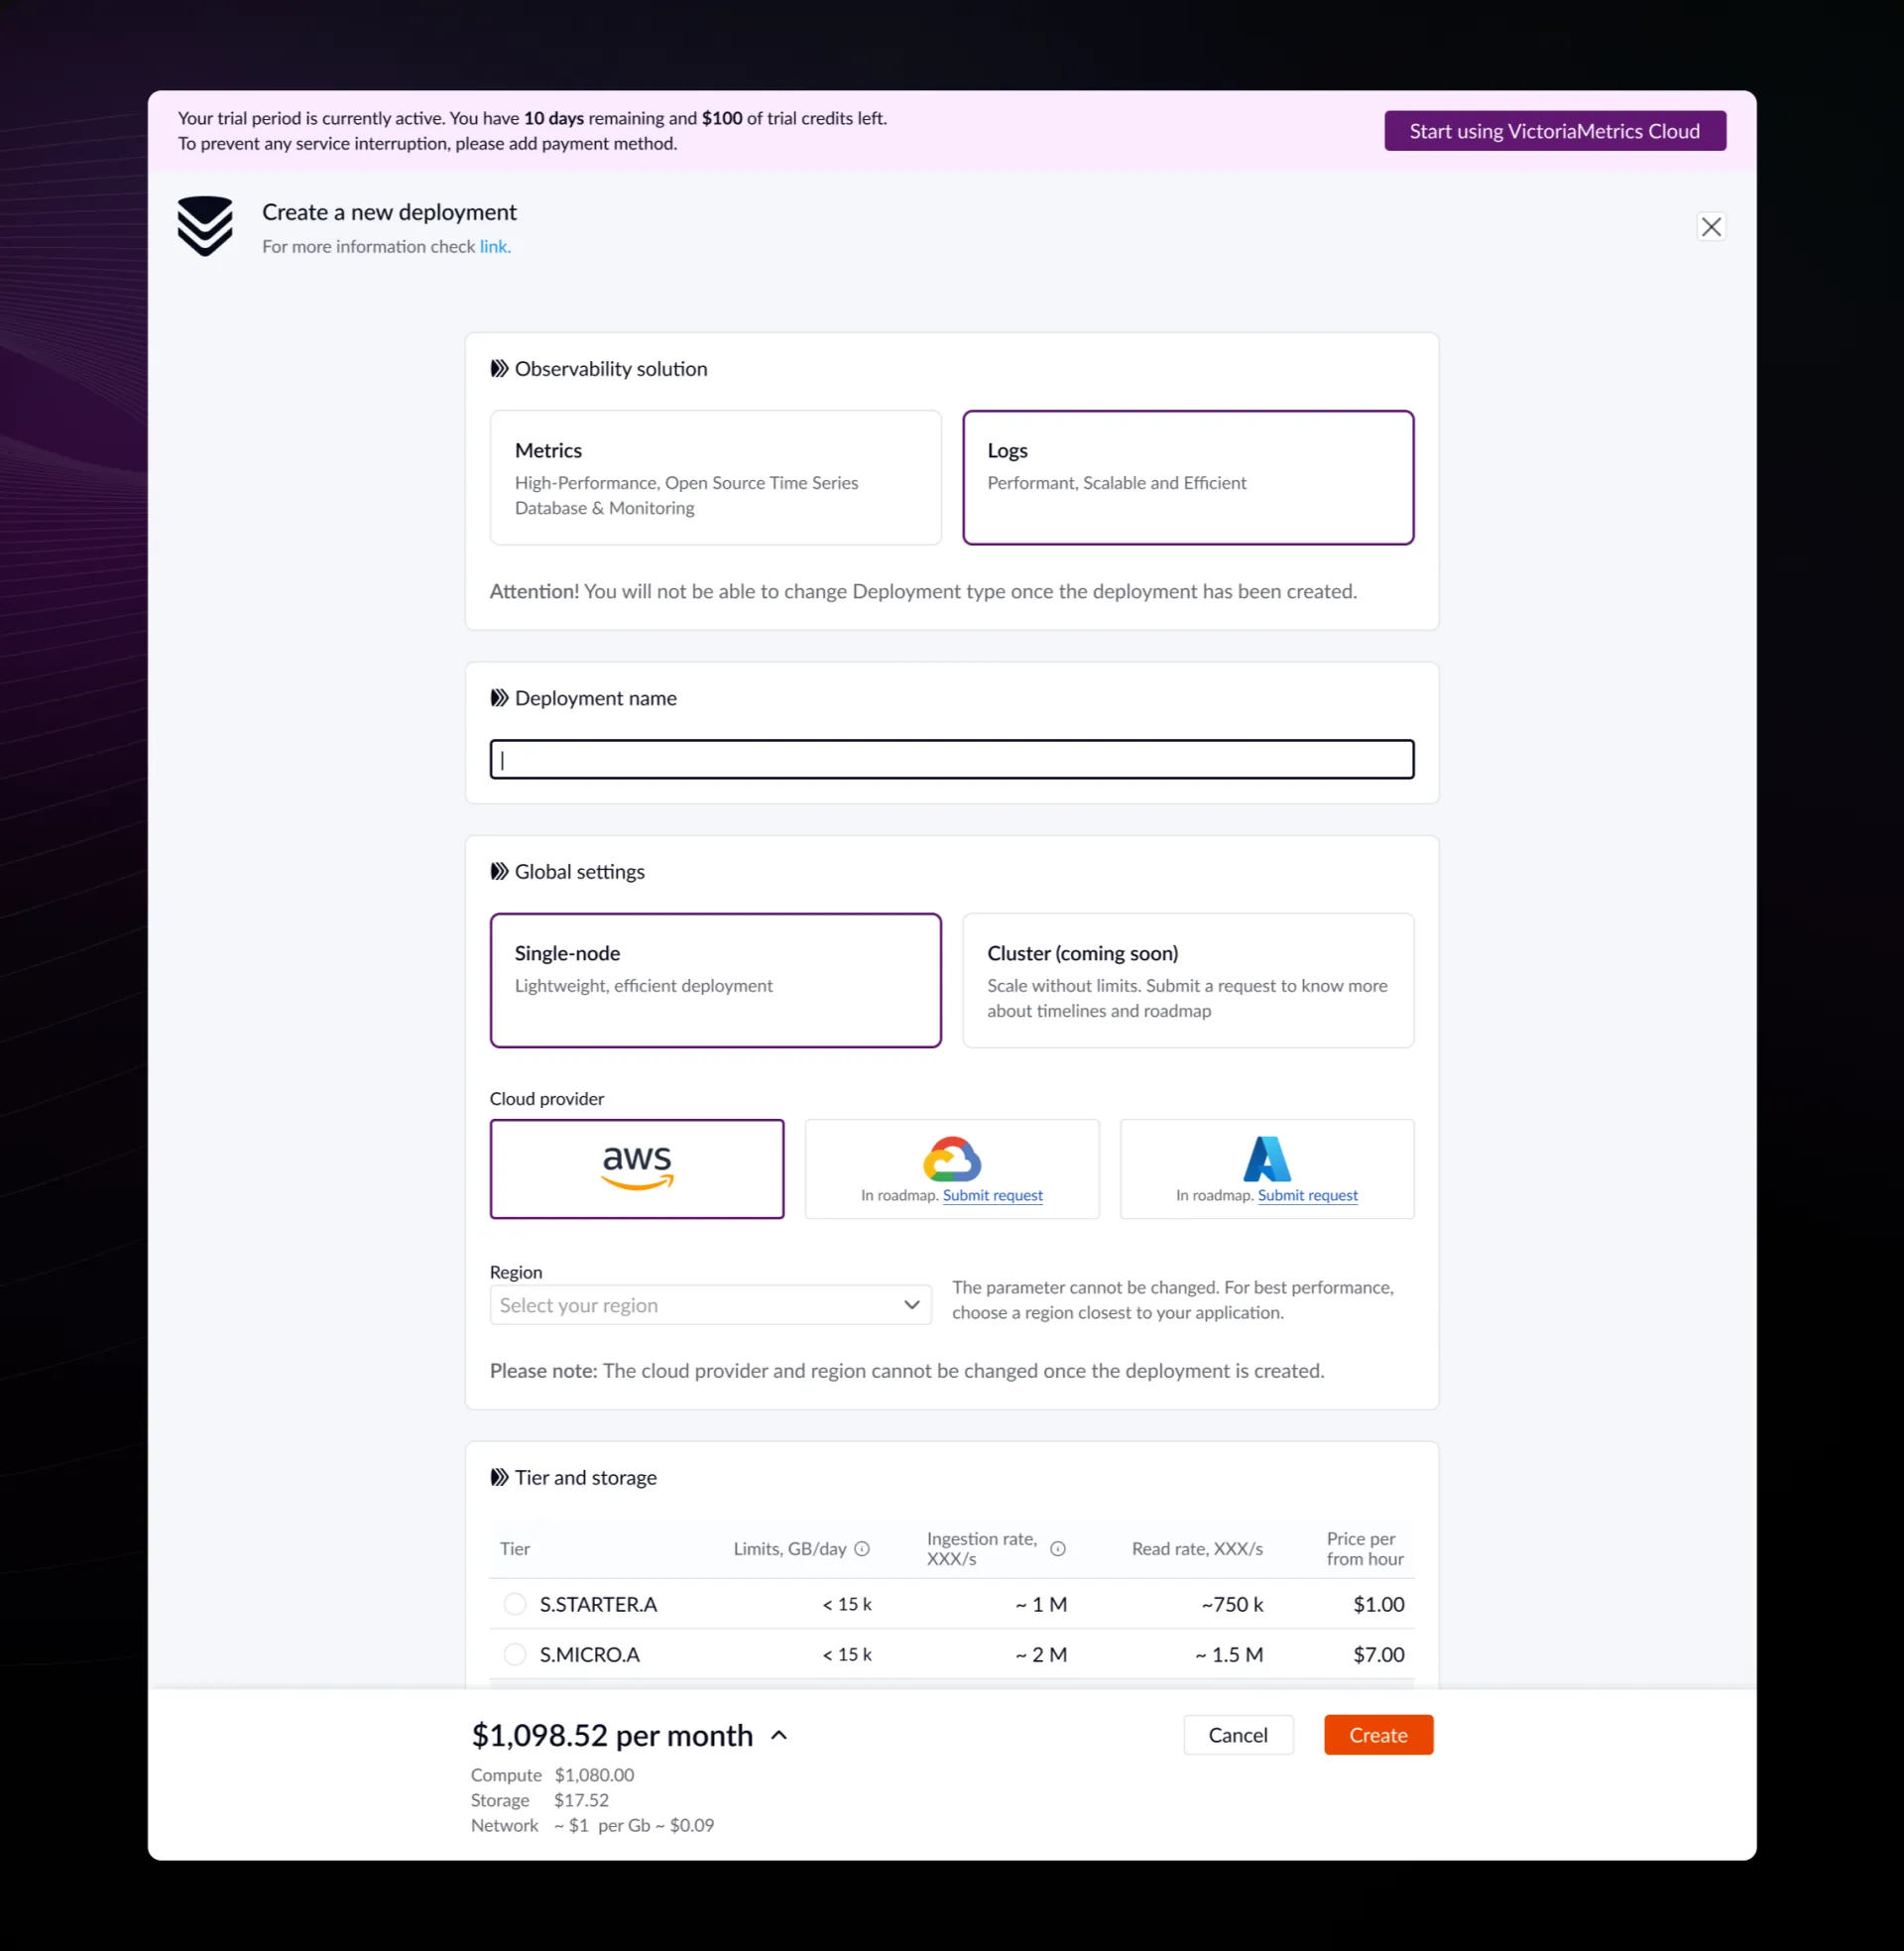 Your trial period is currently active. You have 10 days remaining and $100 of trial credits left.
To prevent any service interruption, please add payment method.
Start using VictoriaMetrics Cloud
Create a new deployment
For more information check link.
Observability solution
Metrics
High-Performance, Open Source Time Series
Database & Monitoring
Logs
Performant, Scalable and Efficient
Attention! You will not be able to change Deployment type once the deployment has been created.
Deployment name
Global settings
Single-node
Lightweight, efficient deployment
Cluster (coming soon)
Scale without limits. Submit a request to know more
about timelines and roadmap
Cloud provider
aws
In roadmap. Submit request
In roadmap. Submit request
Region
Select your region
The parameter cannot be changed. For best performance,
choose a region closest to your application.
Please note: The cloud provider and region cannot be changed once the deployment is created.
Tier and storage
Tier
Limits, GB/day
Ingestion rate,
XXX/s
Read rate, XXX/s
Price per
from hour
S.STARTER.A < 15 k ~ 1 M ~750 k $1.00
S.MICRO.A < 15 k ~ 2 M ~ 1.5 M $7.00
$1,098.52 per month
Cancel
Create
Compute $1,080.00
Storage $17.52
Network ~ $1 per Gb ~ $0.09